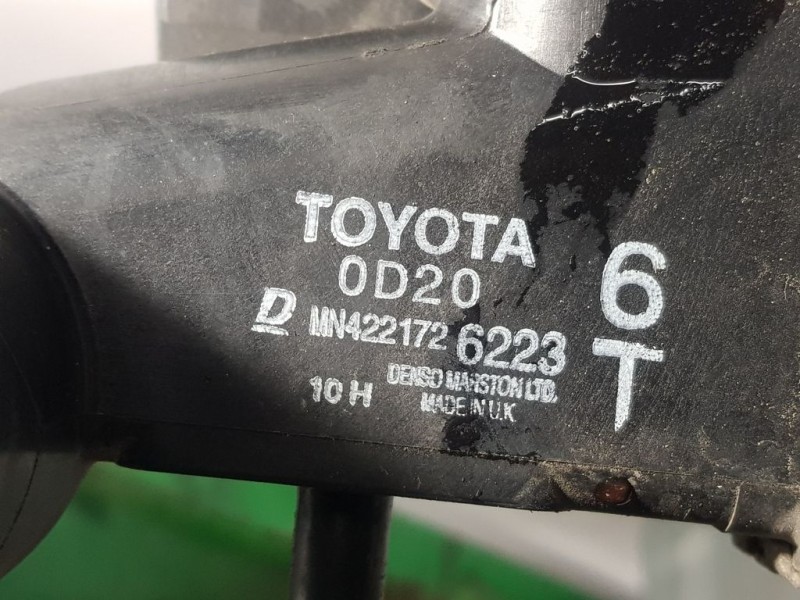 TOYOTA
0D20
D MN422172 6223
10 H DENSO MARSTON LTD.
MADE IN U.K
6
T